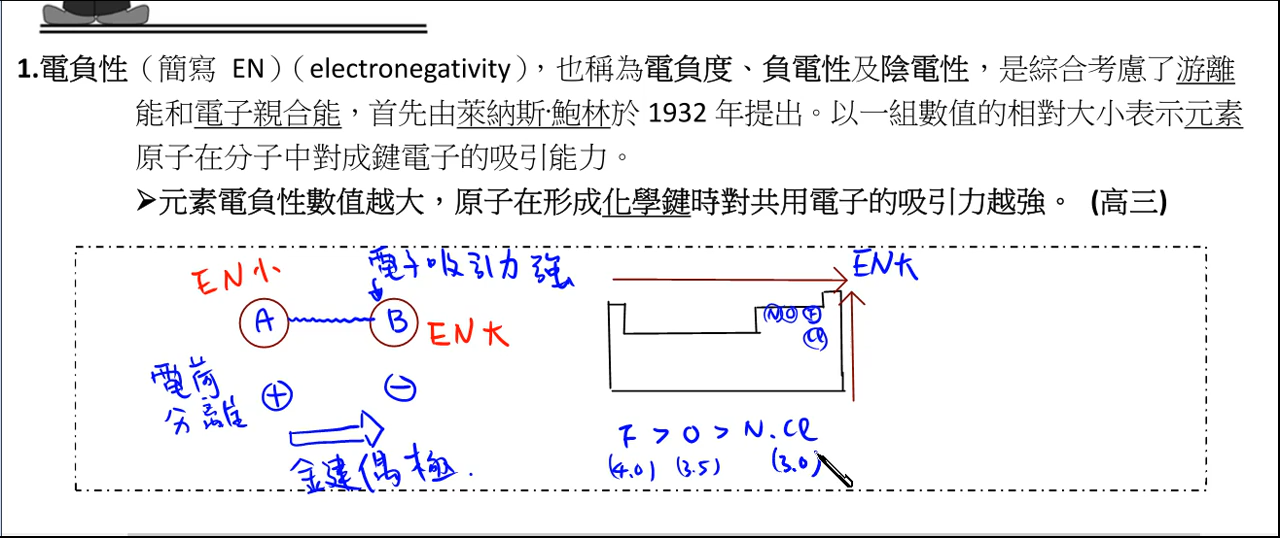 1.電負性（簡寫 EN）（electronegativity），也稱為電負度、負電性及陰電性，是綜合考慮了游離
能和電子親合能，首先由萊納斯·鮑林於 1932 年提出。以一組數值的相對大小表示元素
原子在分子中對成鍵電子的吸引能力。
➢元素電負性數值越大，原子在形成化學鍵時對共用電子的吸引力越強。 (高三)
EN小
電子吸引力強
A
B
EN大
電荷
分離
+
−
鍵偶極.
EN大
N O F
Cl
F > O > N.Cl
(4.0) (3.5) (3.0)